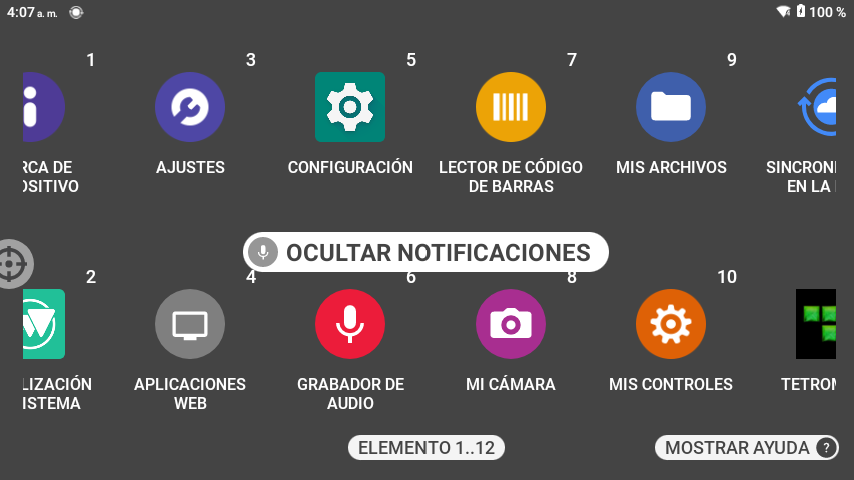 4:07 a. m.
100 %
1
3
5
7
9
RCA DE
OSITIVO
AJUSTES
CONFIGURACIÓN
LECTOR DE CÓDIGO
DE BARRAS
MIS ARCHIVOS
SINCRON
EN LA
OCULTAR NOTIFICACIONES
2
4
6
8
10
LIZACIÓN
ISTEMA
APLICACIONES
WEB
GRABADOR DE
AUDIO
MI CÁMARA
MIS CONTROLES
TETROM
ELEMENTO 1..12
MOSTRAR AYUDA ?